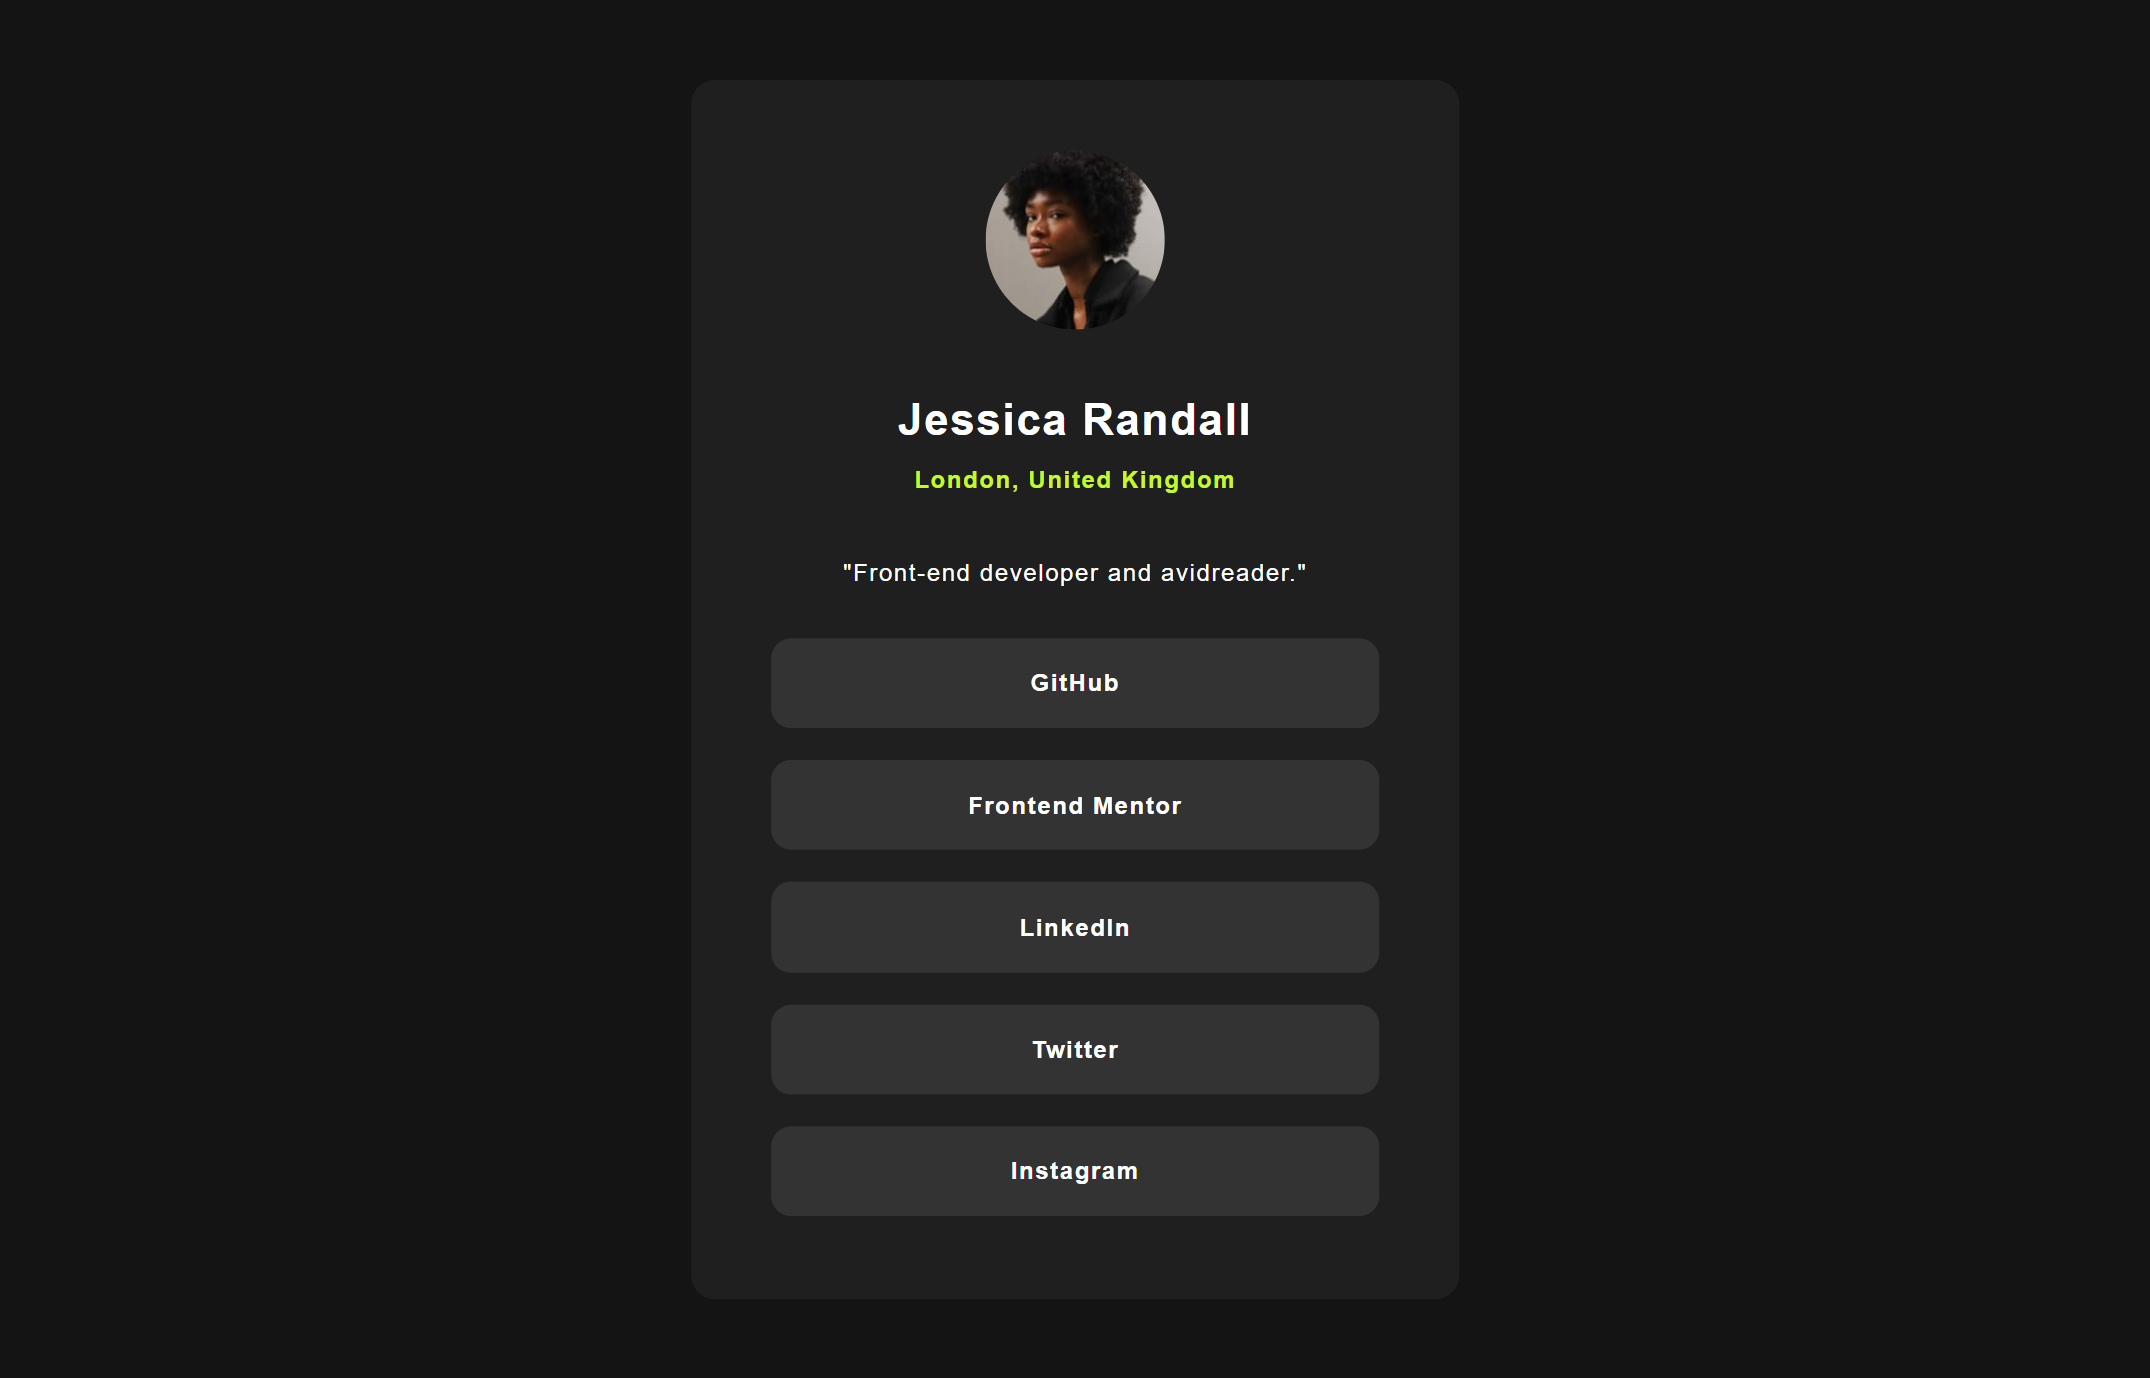 Jessica Randall
London, United Kingdom
"Front-end developer and avidreader."
GitHub
Frontend Mentor
LinkedIn
Twitter
Instagram